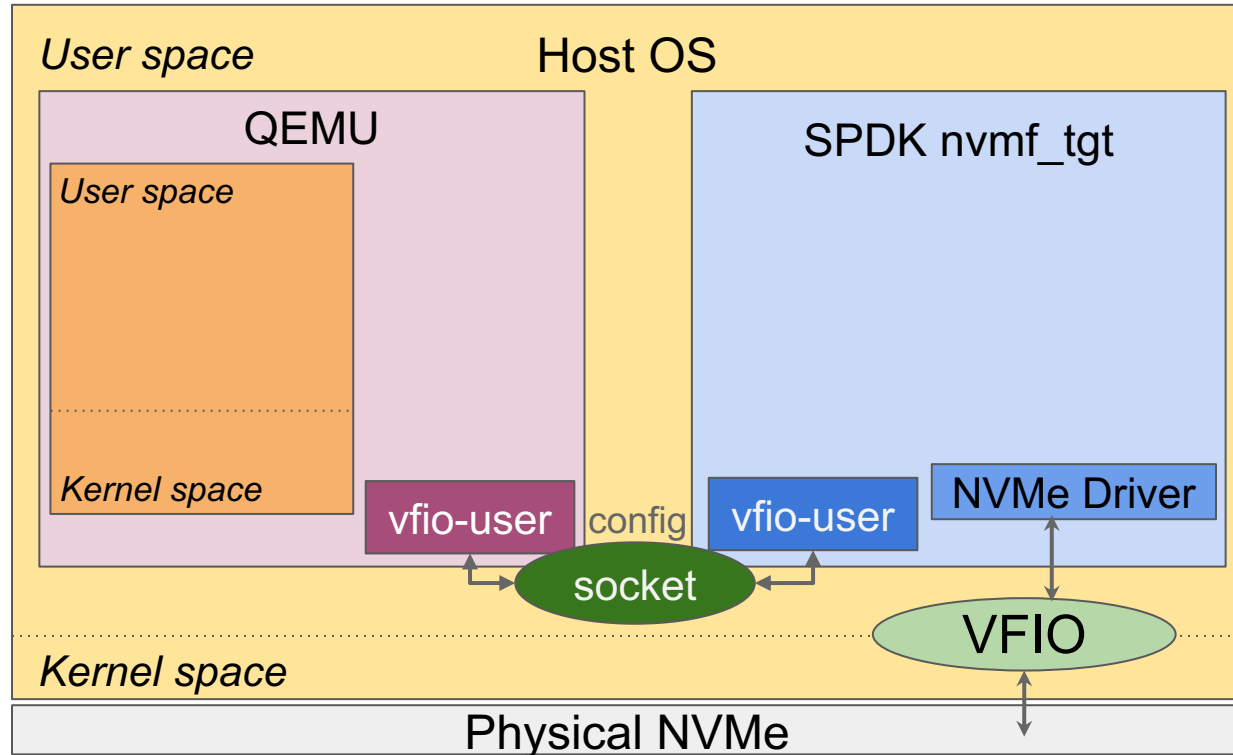 User space
Host OS
QEMU
SPDK nvmf_tgt
User space
Kernel space
vfio-user
config
vfio-user
NVMe Driver
socket
VFIO
Kernel space
Physical NVMe